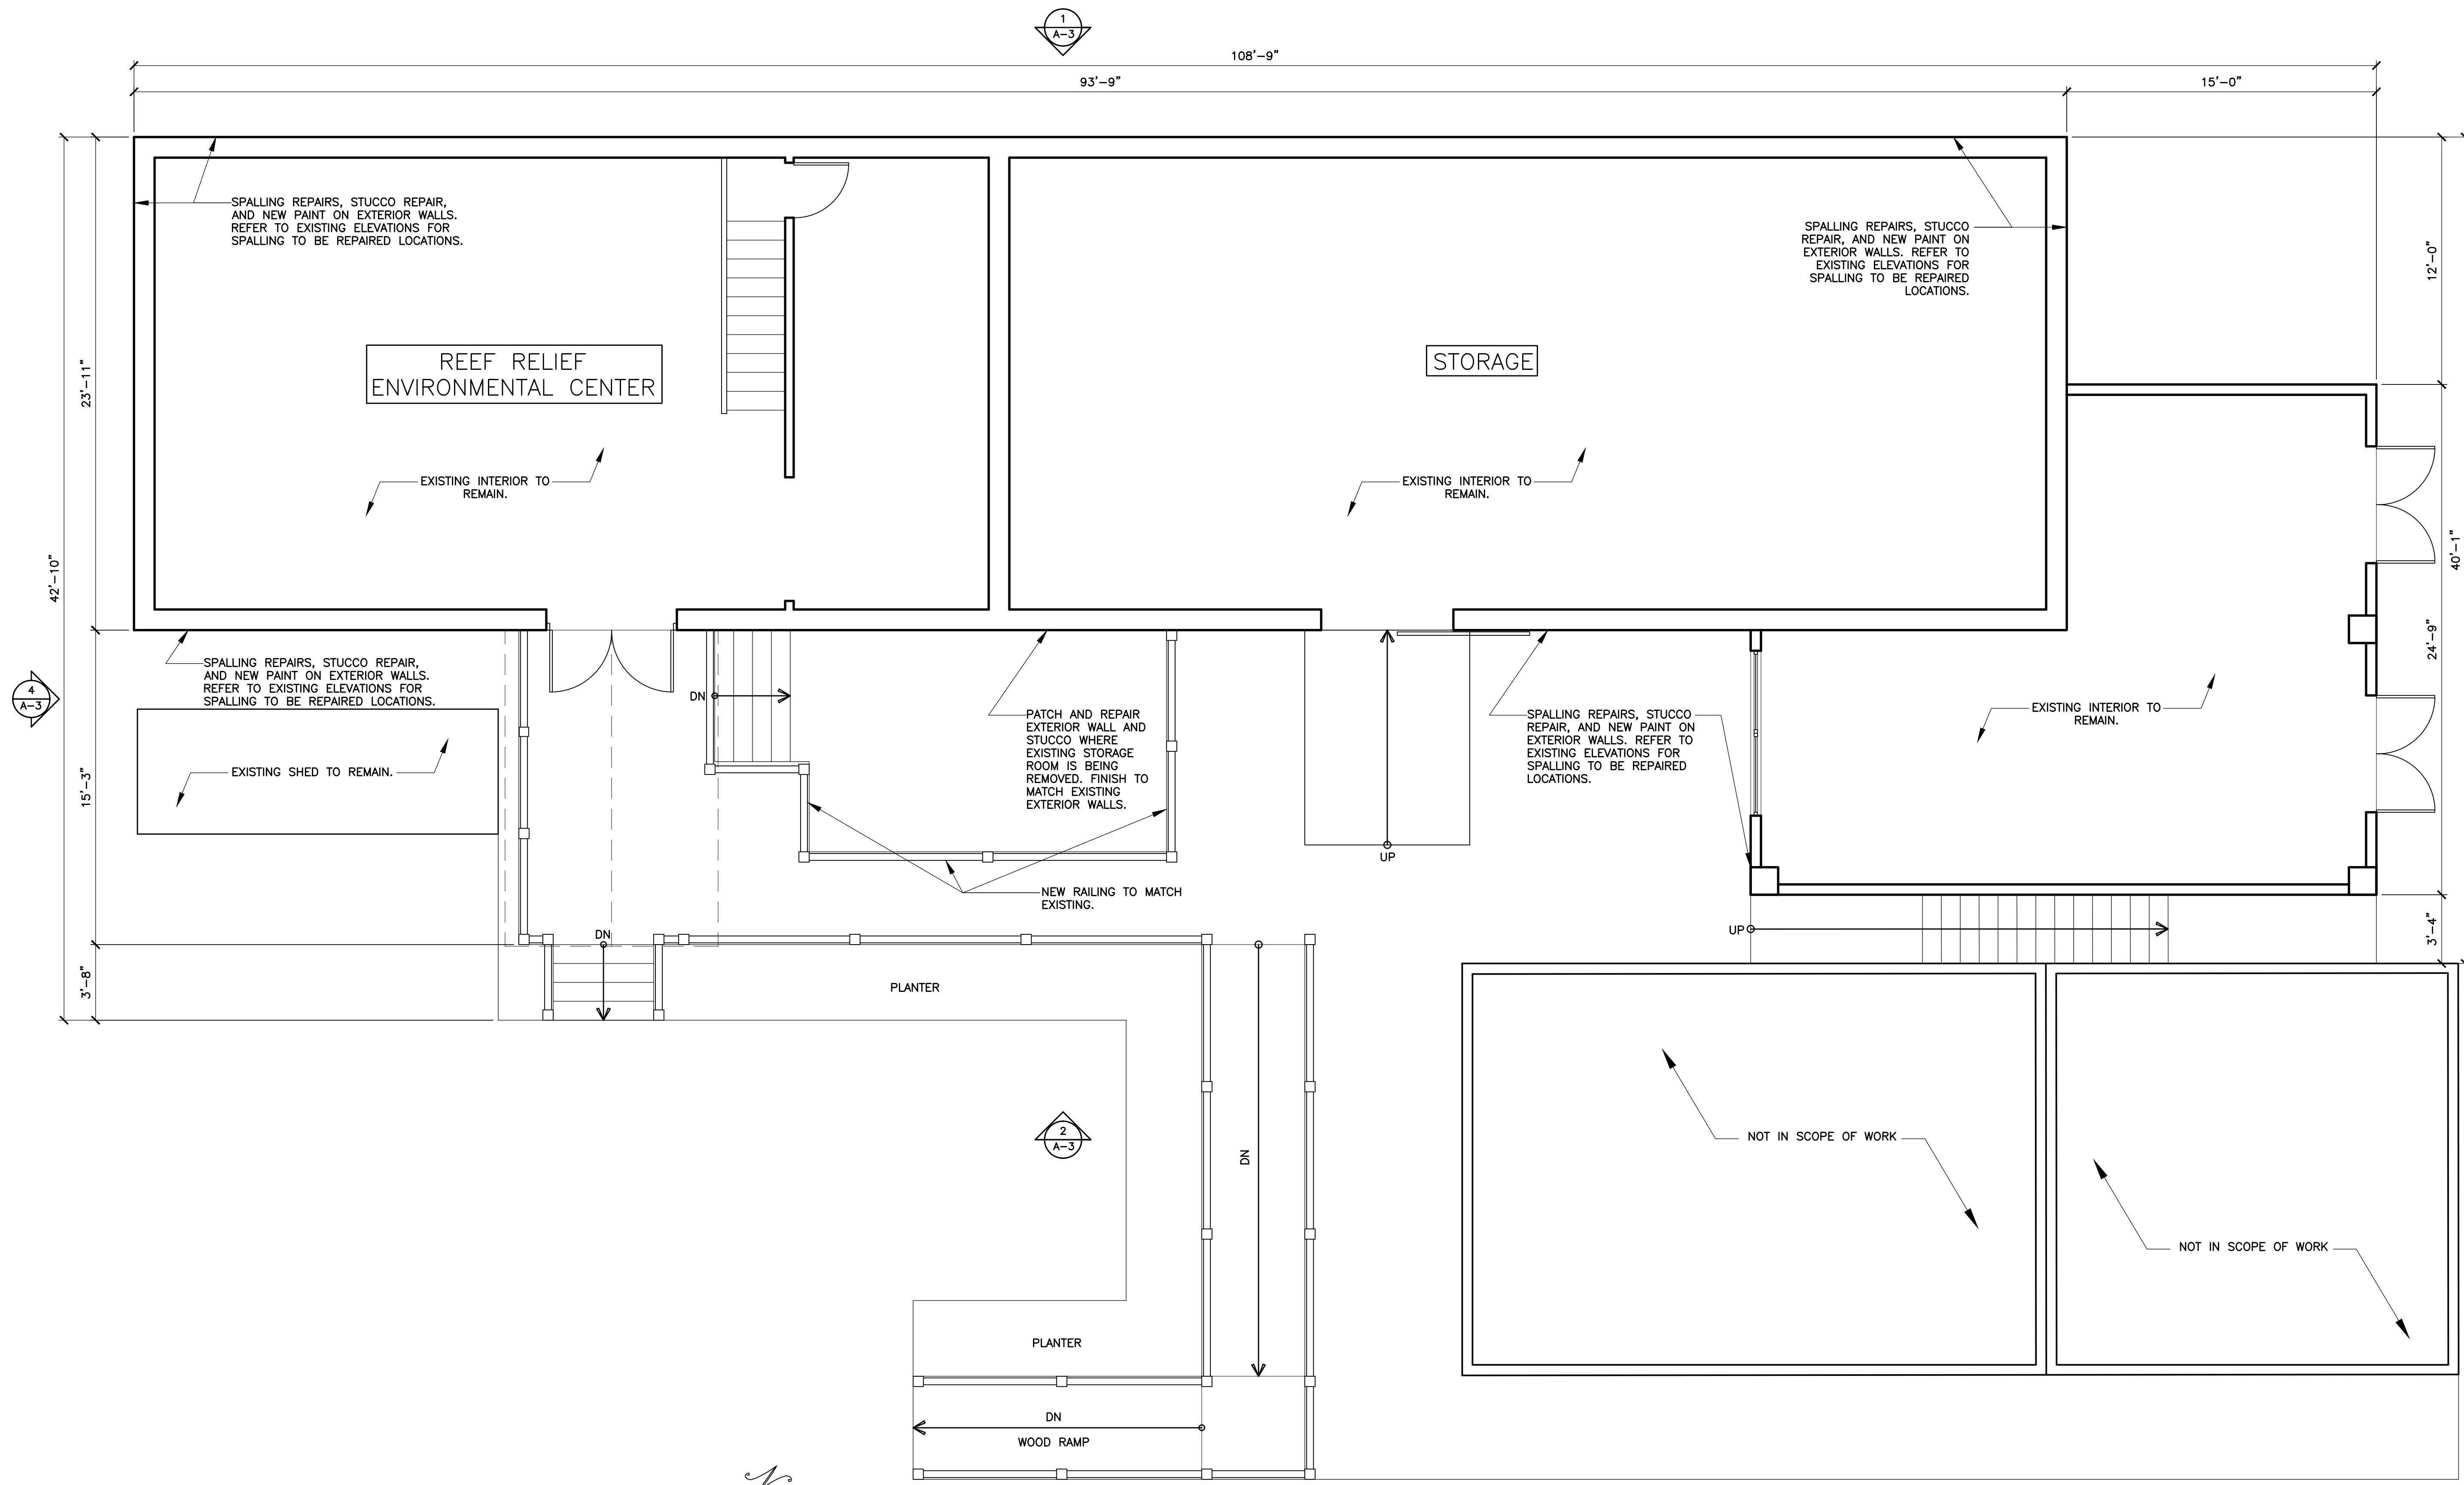 1
A-3
108'-9"
93'-9"
15'-0"
SPALLING REPAIRS, STUCCO REPAIR,
AND NEW PAINT ON EXTERIOR WALLS.
REFER TO EXISTING ELEVATIONS FOR
SPALLING TO BE REPAIRED LOCATIONS.
SPALLING REPAIRS, STUCCO
REPAIR, AND NEW PAINT ON
EXTERIOR WALLS. REFER TO
EXISTING ELEVATIONS FOR
SPALLING TO BE REPAIRED
LOCATIONS.
12'-0"
23'-11"
REEF RELIEF
ENVIRONMENTAL CENTER
STORAGE
EXISTING INTERIOR TO
REMAIN.
EXISTING INTERIOR TO
REMAIN.
42'-10"
40'-1"
24'-9"
4
A-3
SPALLING REPAIRS, STUCCO REPAIR,
AND NEW PAINT ON EXTERIOR WALLS.
REFER TO EXISTING ELEVATIONS FOR
SPALLING TO BE REPAIRED LOCATIONS.
DN
PATCH AND REPAIR
EXTERIOR WALL AND
STUCCO WHERE
EXISTING STORAGE
ROOM IS BEING
REMOVED. FINISH TO
MATCH EXISTING
EXTERIOR WALLS.
SPALLING REPAIRS, STUCCO
REPAIR, AND NEW PAINT ON
EXTERIOR WALLS. REFER TO
EXISTING ELEVATIONS FOR
SPALLING TO BE REPAIRED
LOCATIONS.
EXISTING INTERIOR TO
REMAIN.
15'-3"
EXISTING SHED TO REMAIN.
UP
NEW RAILING TO MATCH
EXISTING.
DN
UP
3'-4"
3'-8"
PLANTER
2
A-3
DN
NOT IN SCOPE OF WORK
NOT IN SCOPE OF WORK
PLANTER
DN
WOOD RAMP